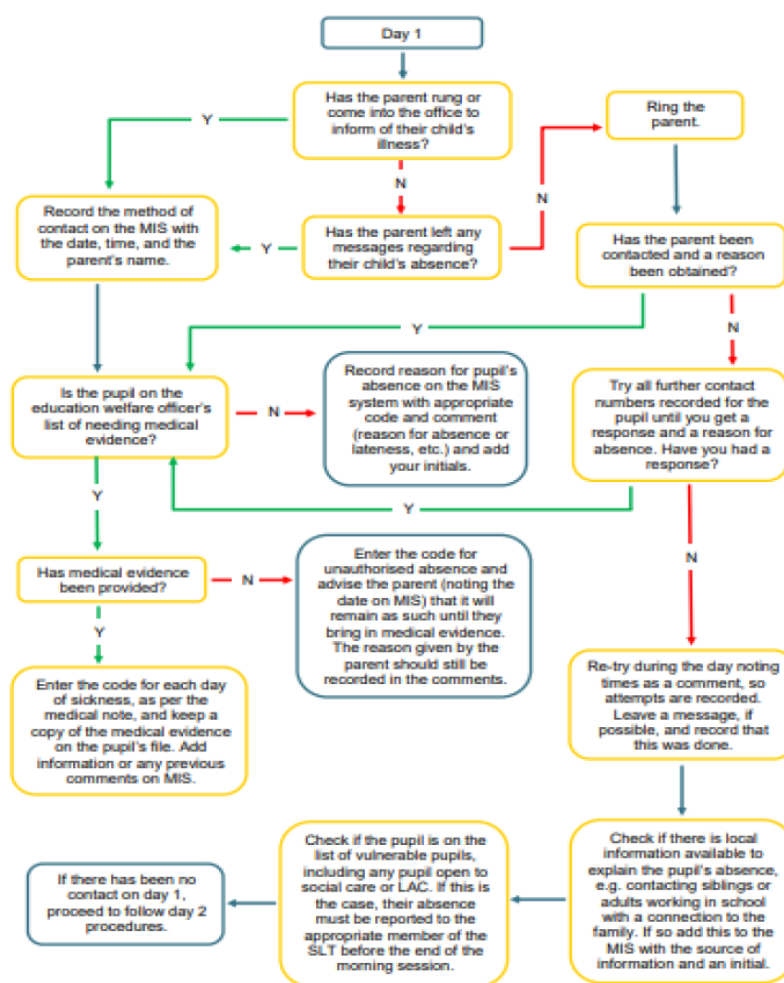 Day 1
Has the parent rung or
come into the office to
inform of their child's
illness?
Ring the
parent.
Y
N
N
Record the method of
contact on the MIS with
the date, time, and the
parent's name.
Y
Has the parent left any
messages regarding
their child's absence?
Has the parent been
contacted and a reason
been obtained?
Y
N
Is the pupil on the
education welfare officer's
list of needing medical
evidence?
N
Record reason for pupil's
absence on the MIS
system with appropriate
code and comment
(reason for absence or
lateness, etc.) and add
your initials.
Try all further contact
numbers recorded for the
pupil until you get a
response and a reason for
absence. Have you had a
response?
Y
Y
N
Has medical evidence
been provided?
N
Enter the code for
unauthorised absence and
advise the parent (noting
the date on MIS) that it will
remain as such until they
bring in medical evidence.
The reason given by the
parent should still be
recorded in the comments.
Y
Enter the code for each day
of sickness, as per the
medical note, and keep a
copy of the medical evidence
on the pupil's file. Add
information or any previous
comments on MIS.
Re-try during the day noting
times as a comment, so
attempts are recorded.
Leave a message, if
possible, and record that
this was done.
If there has been no
contact on day 1,
proceed to follow day 2
procedures.
Check if the pupil is on the
list of vulnerable pupils,
including any pupil open to
social care or LAC. If this is
the case, their absence
must be reported to the
appropriate member of the
SLT before the end of the
morning session.
Check if there is local
information available to
explain the pupil's absence,
e.g. contacting siblings or
adults working in school
with a connection to the
family. If so add this to the
MIS with the source of
information and an initial.